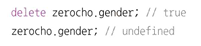 delete zerocho.gender; // true
zerocho.gender; // undefined